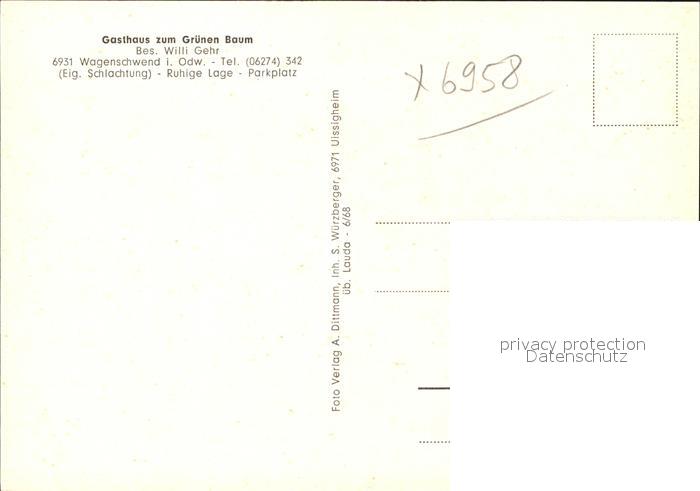 Gasthaus zum Grünen Baum
Bes. Willi Gehr
6931 Wagenschwend i. Odw. - Tel. (06274) 342
(Eig. Schlachtung) - Ruhige Lage - Parkplatz
x 6958
Foto Verlag A. Dittmann, Inh. S. Würzberger, 6971 Uissigheim
üb. Lauda - 6/68
privacy protection
Datenschutz